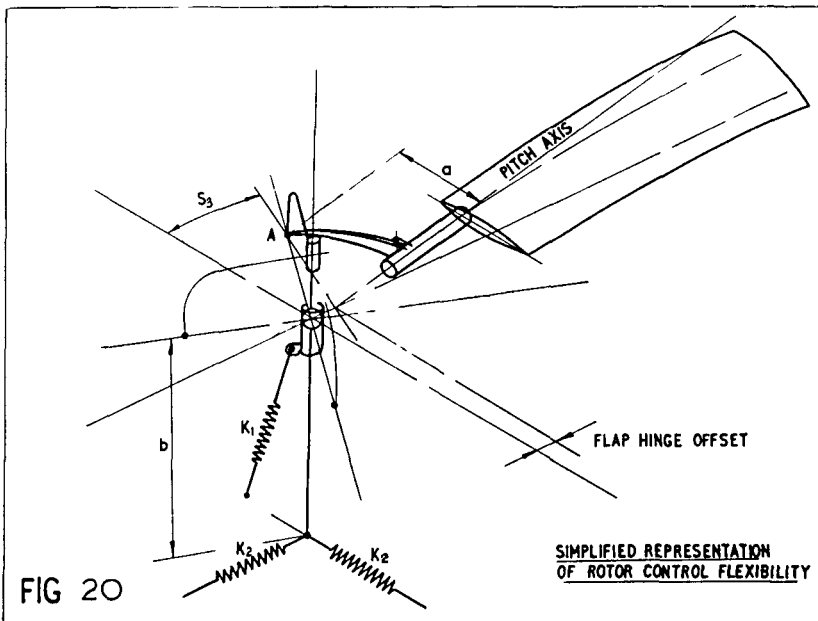 PITCH AXIS
a
S₃
A
b
K₁
FLAP HINGE OFFSET
K₂
K₂
SIMPLIFIED REPRESENTATION
OF ROTOR CONTROL FLEXIBILITY
FIG 20